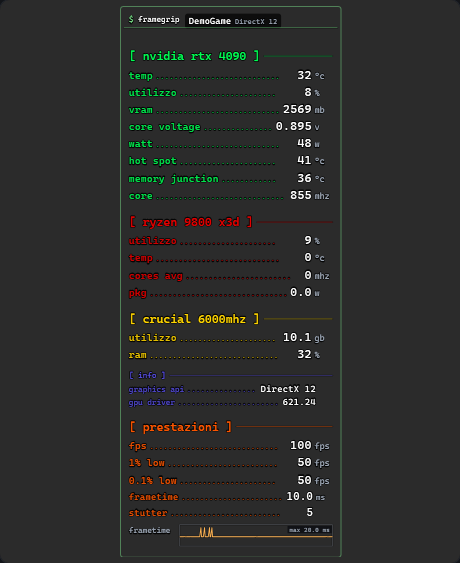 $ framegrip DemoGame DirectX 12
[ nvidia rtx 4090 ]
temp 32 °c
utilizzo 8 %
vram 2569 mb
core voltage 0.895 v
watt 48 w
hot spot 41 °c
memory junction 36 °c
core 855 mhz
[ ryzen 9800 x3d ]
utilizzo 9 %
temp 0 °c
cores avg 0 mhz
pkg 0.0 w
[ crucial 6000mhz ]
utilizzo 10.1 gb
ram 32 %
[ info ]
graphics api DirectX 12
gpu driver 621.24
[ prestazioni ]
fps 100 fps
1% low 50 fps
0.1% low 50 fps
frametime 10.0 ms
stutter 5
frametime max 20.0 ms